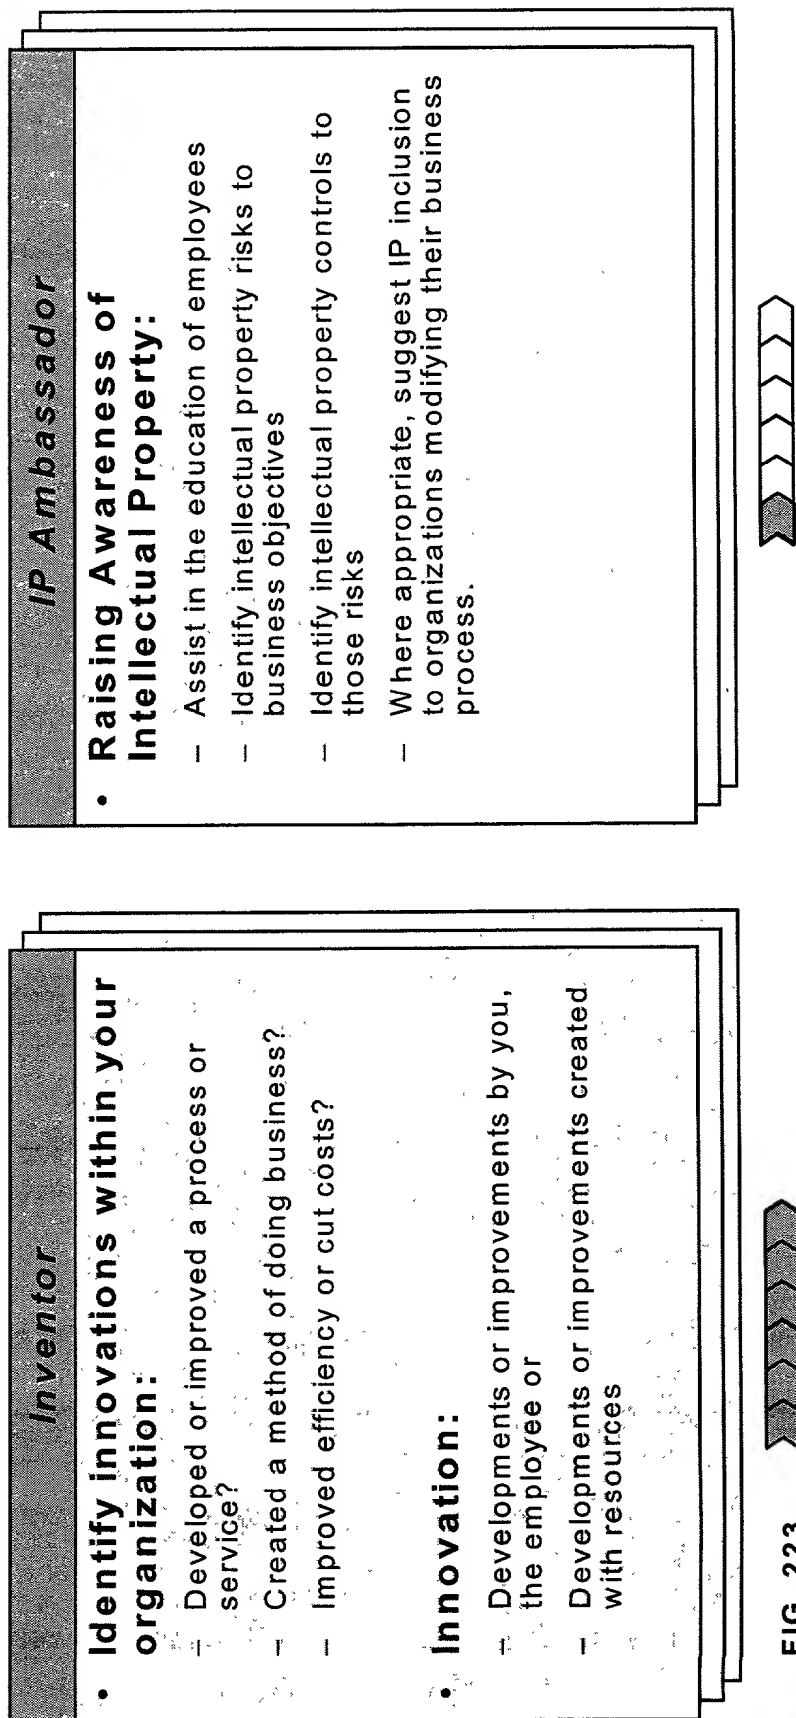 Inventor
• Identify innovations within your
organization:
– Developed or improved a process or
service?
– Created a method of doing business?
– Improved efficiency or cut costs?
• Innovation:
– Developments or improvements by you,
the employee or
– Developments or improvements created
with resources
IP Ambassador
• Raising Awareness of
Intellectual Property:
– Assist in the education of employees
– Identify intellectual property risks to
business objectives
– Identify intellectual property controls to
those risks
– Where appropriate, suggest IP inclusion
to organizations modifying their business
process.
FIG. 223